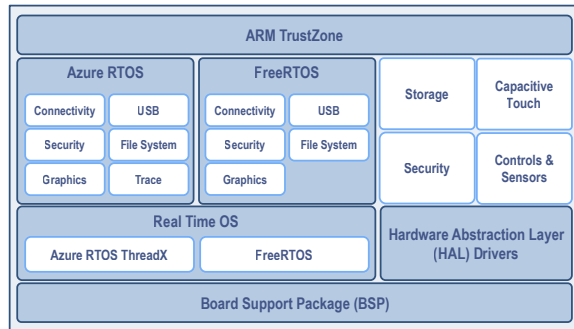 ARM TrustZone
Azure RTOS
Connectivity
USB
Security
File System
Graphics
Trace
FreeRTOS
Connectivity
USB
Security
File System
Graphics
Storage
Capacitive
Touch
Security
Controls &
Sensors
Real Time OS
Azure RTOS ThreadX
FreeRTOS
Hardware Abstraction Layer
(HAL) Drivers
Board Support Package (BSP)